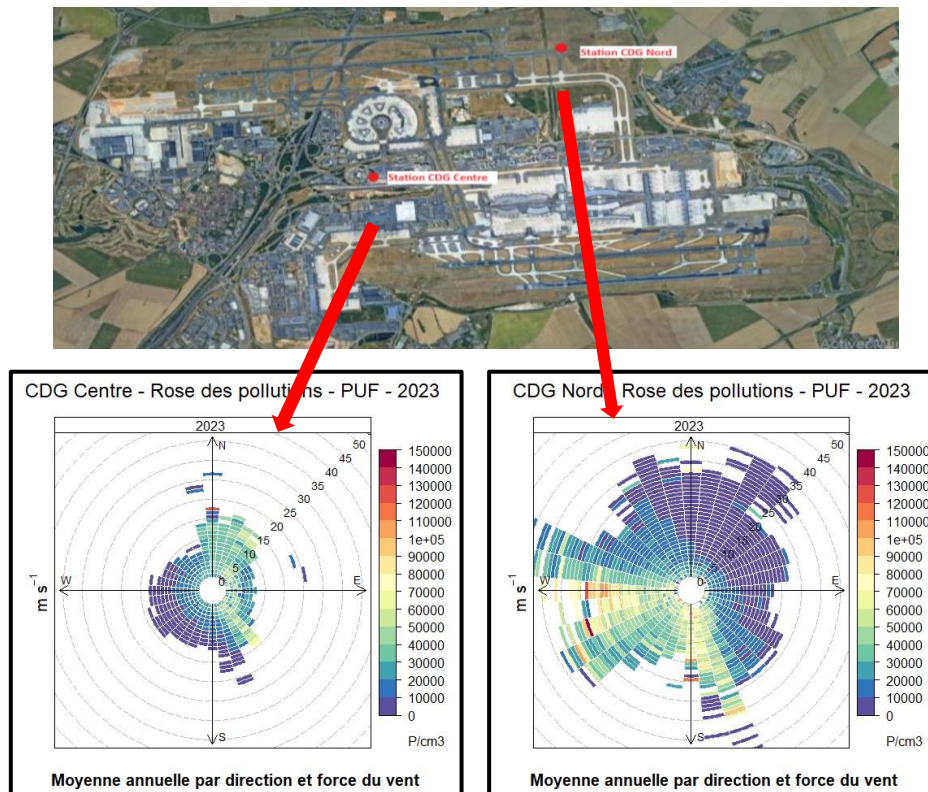 Station CDG Nord
Station CDG Centre
CDG Centre - Rose des pollutions - PUF - 2023
2023
N
50
45
40
35
30
25
20
15
10
5
0
W
E
S
m s⁻¹
150000
140000
130000
120000
110000
1e+05
90000
80000
70000
60000
50000
40000
30000
20000
10000
0
P/cm3
Moyenne annuelle par direction et force du vent
CDG Nord Rose des pollutions - PUF - 2023
2023
N
50
45
40
35
30
25
20
15
10
5
0
W
E
S
m s⁻¹
150000
140000
130000
120000
110000
1e+05
90000
80000
70000
60000
50000
40000
30000
20000
10000
0
P/cm3
Moyenne annuelle par direction et force du vent